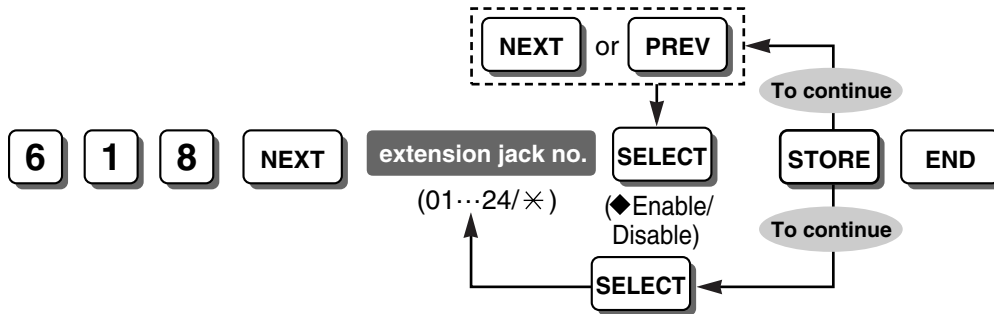 NEXT or PREV
To continue
6 1 8 NEXT extension jack no. SELECT STORE END
(01···24/✳) (◆Enable/
Disable)
To continue
SELECT